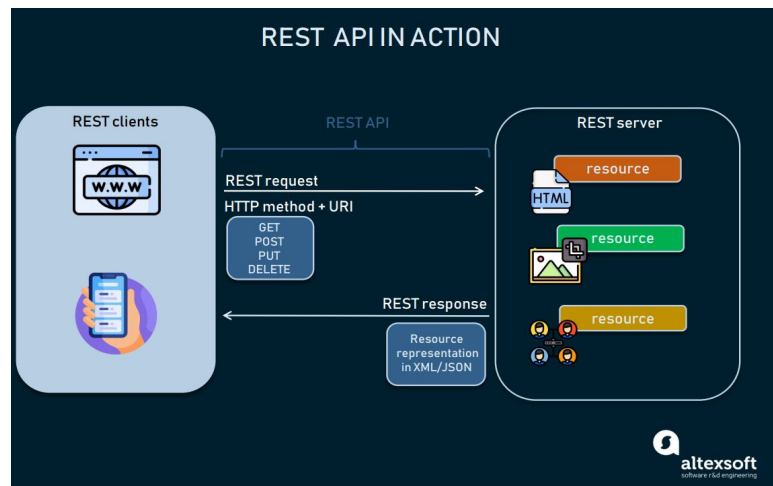 REST API IN ACTION
REST clients
W.W.W
REST API
REST request
HTTP method + URI
GET
POST
PUT
DELETE
REST response
Resource
representation
in XML/JSON
REST server
resource
HTML
resource
resource
altexsoft
software r&d engineering